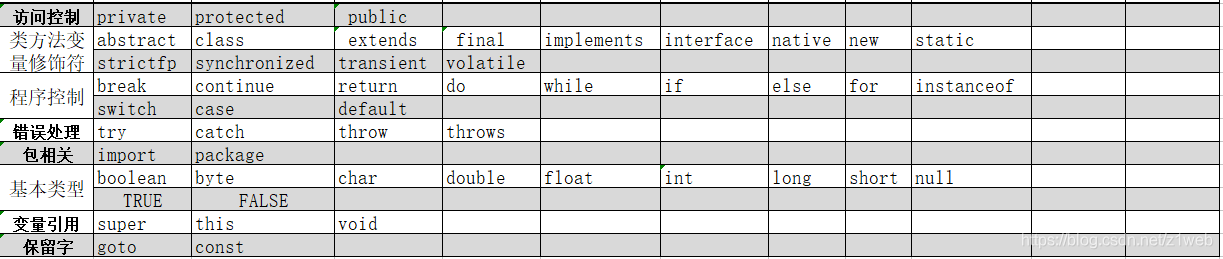 访问控制 private protected public
类方法变量修饰符 abstract class extends final implements interface native new static
strictfp synchronized transient volatile
程序控制 break continue return do while if else for instanceof
switch case default
错误处理 try catch throw throws
包相关 import package
基本类型 boolean byte char double float int long short null
TRUE FALSE
变量引用 super this void
保留字 goto const
https://blog.csdn.net/z1web